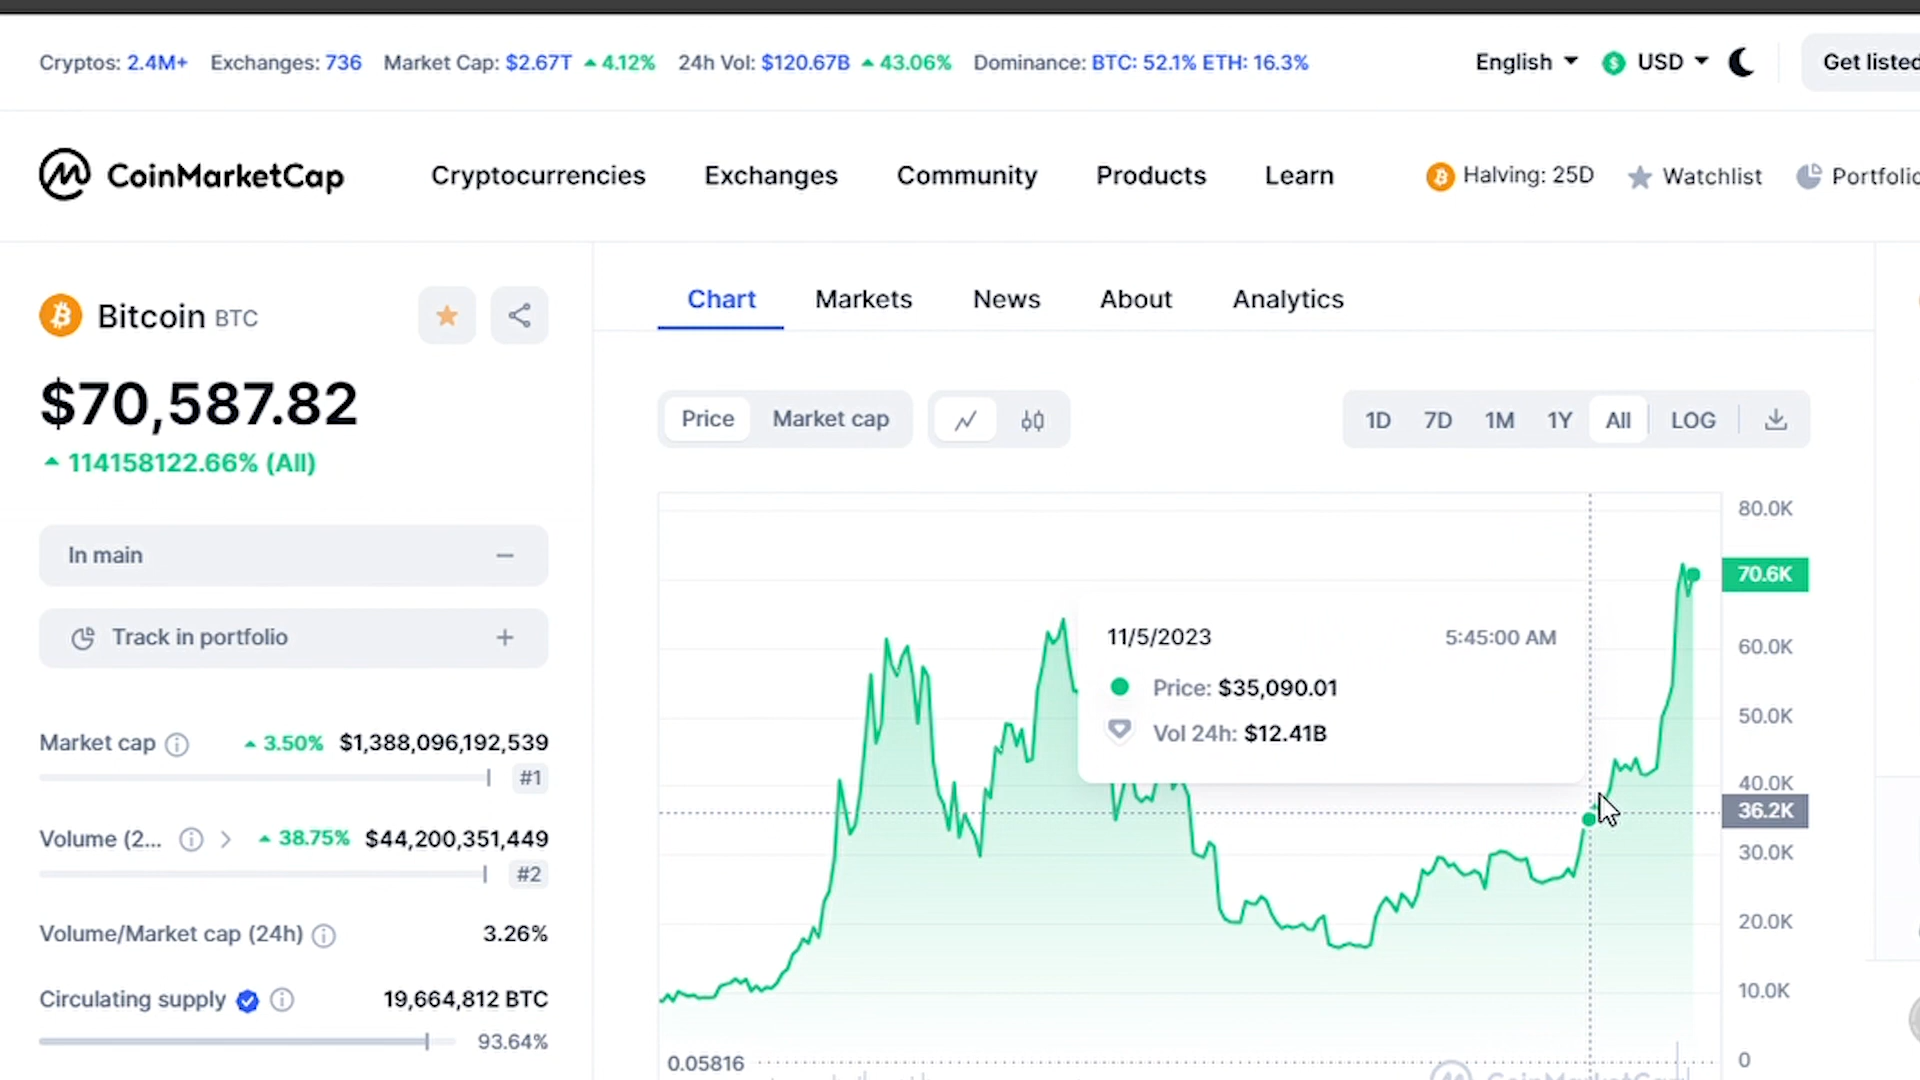 Cryptos: 2.4M+ Exchanges: 736 Market Cap: $2.67T 4.12% 24h Vol: $120.67B 43.06% Dominance: BTC: 52.1% ETH: 16.3% English USD Get listed
CoinMarketCap Cryptocurrencies Exchanges Community Products Learn Halving: 25D Watchlist Portfolio
Bitcoin BTC
$70,587.82
114158122.66% (All)
In main
Track in portfolio
Market cap 3.50% $1,388,096,192,539
#1
Volume (2... 38.75% $44,200,351,449
#2
Volume/Market cap (24h) 3.26%
Circulating supply 19,664,812 BTC
93.64%
Chart Markets News About Analytics
Price Market cap 1D 7D 1M 1Y All LOG
80.0K
70.6K
60.0K
50.0K
40.0K
36.2K
30.0K
20.0K
10.0K
0
11/5/2023 5:45:00 AM
Price: $35,090.01
Vol 24h: $12.41B
0.05816
CoinMarketCap